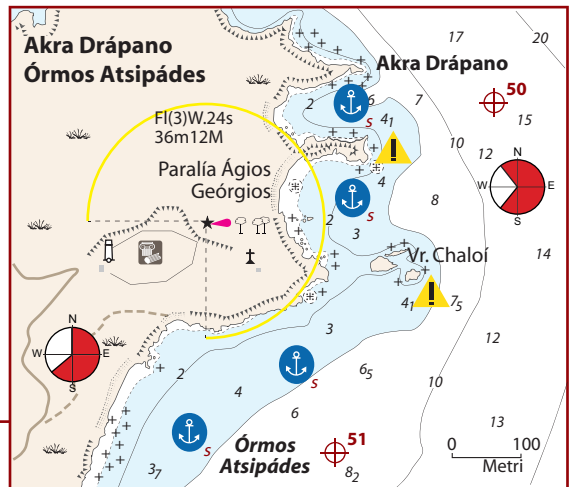 Akra Drápano
Órmos Atsipádes
17
20
Akra Drápano
50
2
6
7
4₁
s
15
Fl(3)W.24s
36m12M
10
12
N
W
E
S
Paralía Ágios
Geórgios
4
s
8
2
3
14
Vr. Chaloí
4₁
7₅
N
W
E
S
3
12
2
s
6₅
10
4
6
13
s
Órmos
Atsipádes
51
3₇
8₂
0
100
Metri